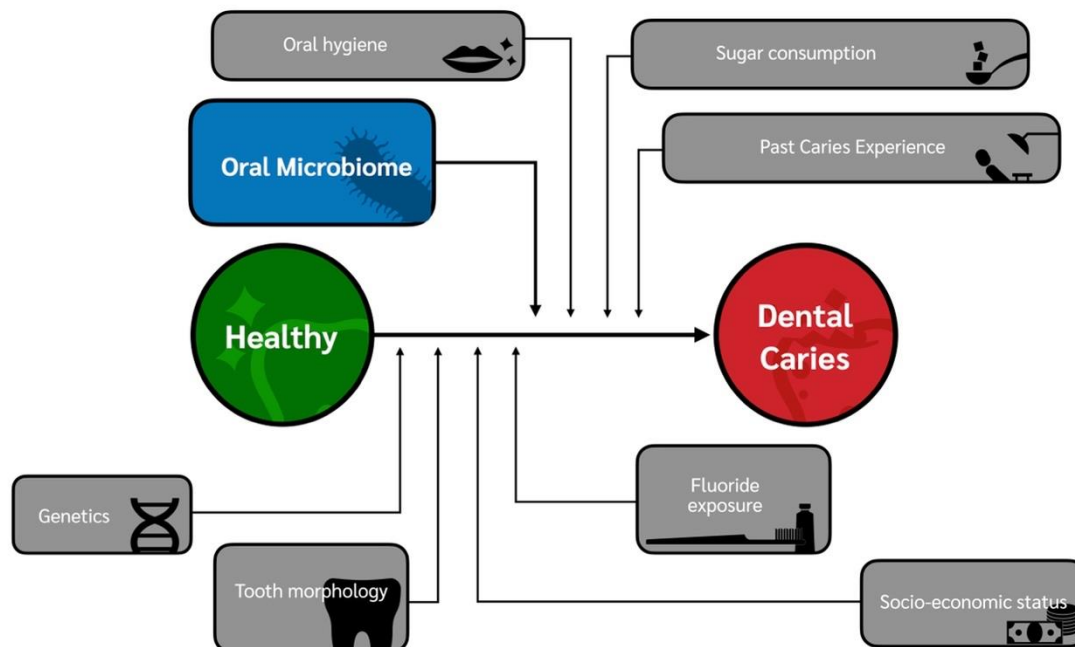 Oral hygiene
Sugar consumption
Oral Microbiome
Past Caries Experience
Healthy
Dental
Caries
Genetics
Fluoride
exposure
Tooth morphology
Socio-economic status